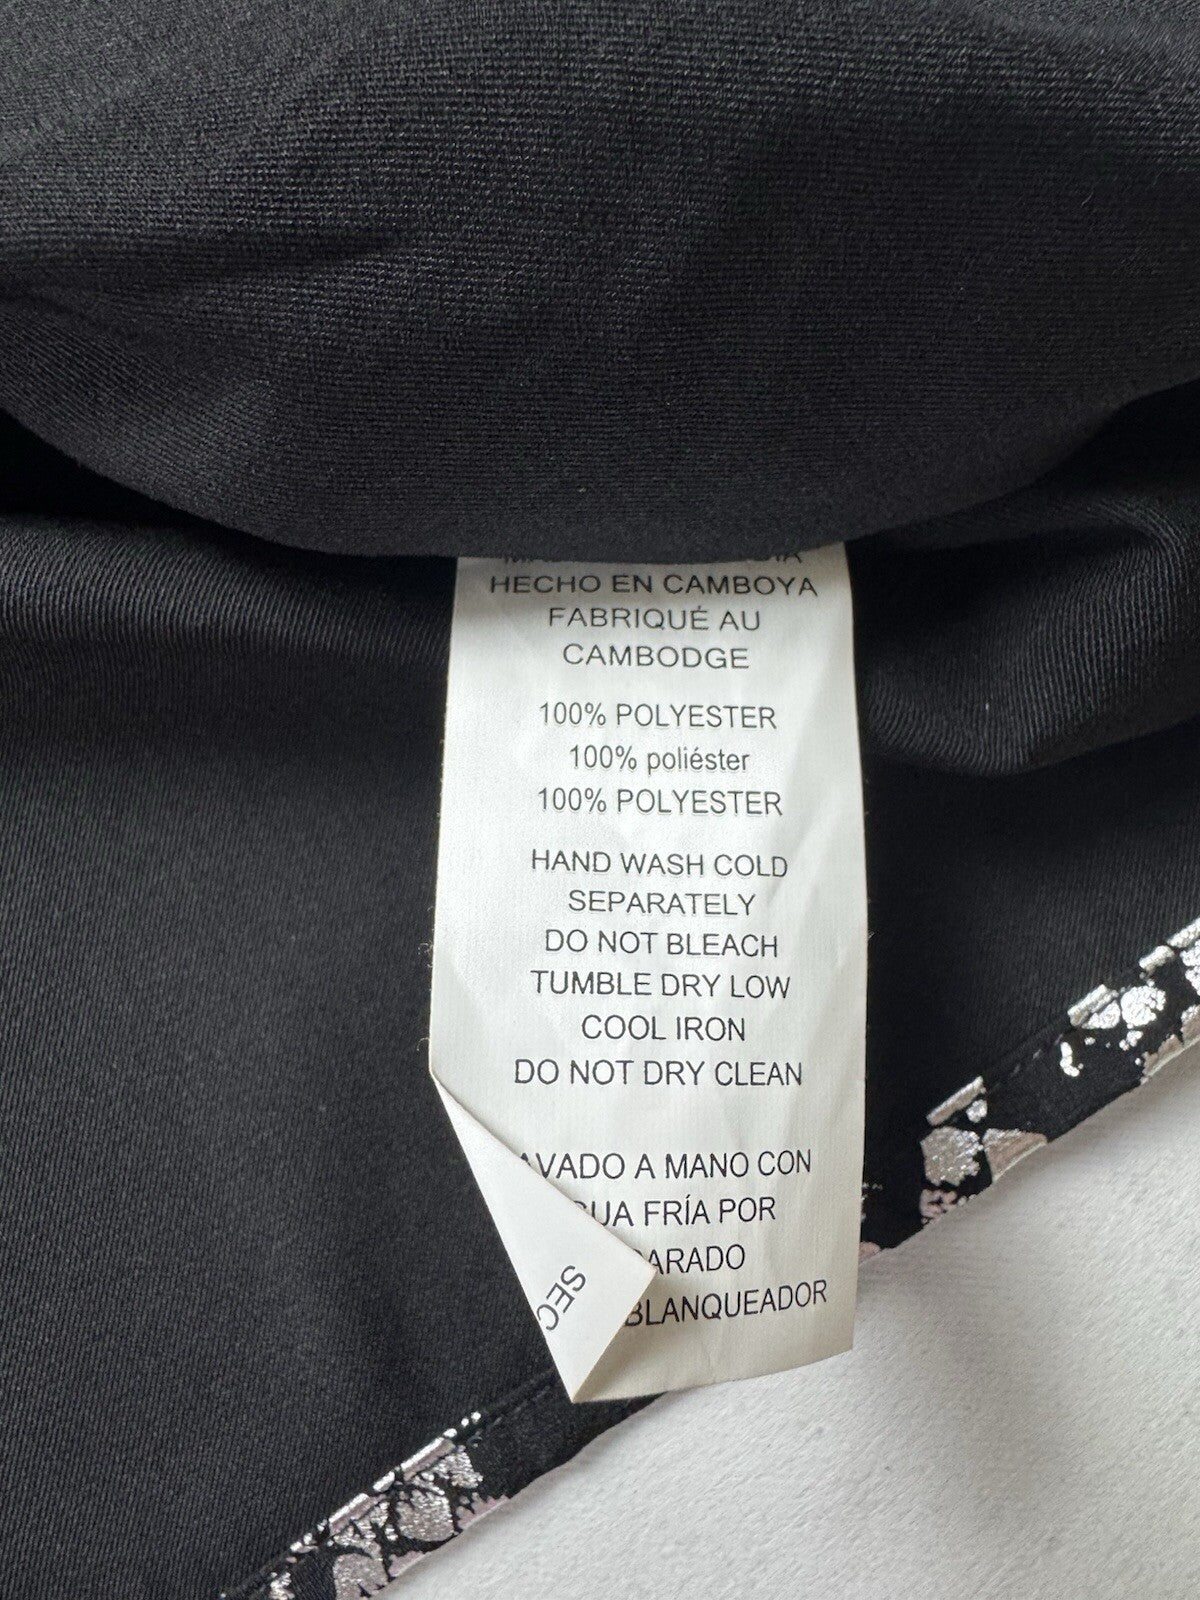 HECHO EN CAMBOYA
FABRIQUÉ AU
CAMBODGE
100% POLYESTER
100% poliéster
100% POLYESTER
HAND WASH COLD
SEPARATELY
DO NOT BLEACH
TUMBLE DRY LOW
COOL IRON
DO NOT DRY CLEAN
AVADO A MANO CON
UA FRÍA POR
ARADO
BLANQUEADOR
SEC